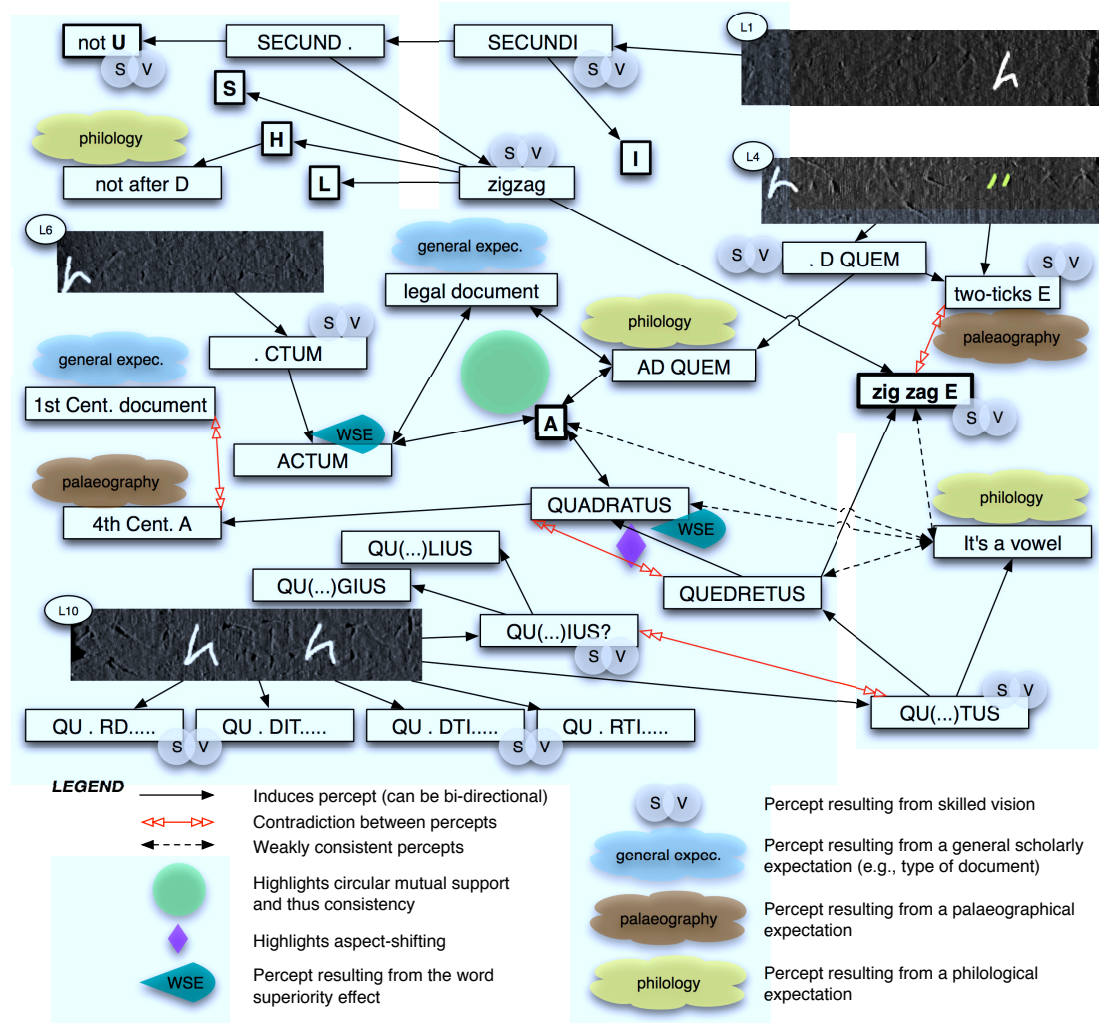 not U
SECUND .
SECUNDI
L1
S V
S V
S
philology
H
I
L4
S V
not after D
L
zigzag
L6
general expec.
S V
. D QUEM
S V
legal document
two-ticks E
S V
philology
palaeography
general expec.
. CTUM
AD QUEM
1st Cent. document
zig zag E
A
S V
WSE
ACTUM
palaeography
philology
4th Cent. A
QUADRATUS
WSE
It's a vowel
QU(...)LIUS
QU(...)GIUS
QUEDRETUS
L10
QU(...)IUS?
S V
S V
QU(...)TUS
QU . RD.....
QU . DIT.....
QU . DTI.....
QU . RTI.....
S V
S V
LEGEND
Induces percept (can be bi-directional)
Contradiction between percepts
Weakly consistent percepts
Highlights circular mutual support
and thus consistency
Highlights aspect-shifting
WSE
Percept resulting from the word
superiority effect
S V
Percept resulting from skilled vision
general expec.
Percept resulting from a general scholarly
expectation (e.g., type of document)
palaeography
Percept resulting from a palaeographical
expectation
philology
Percept resulting from a philological
expectation